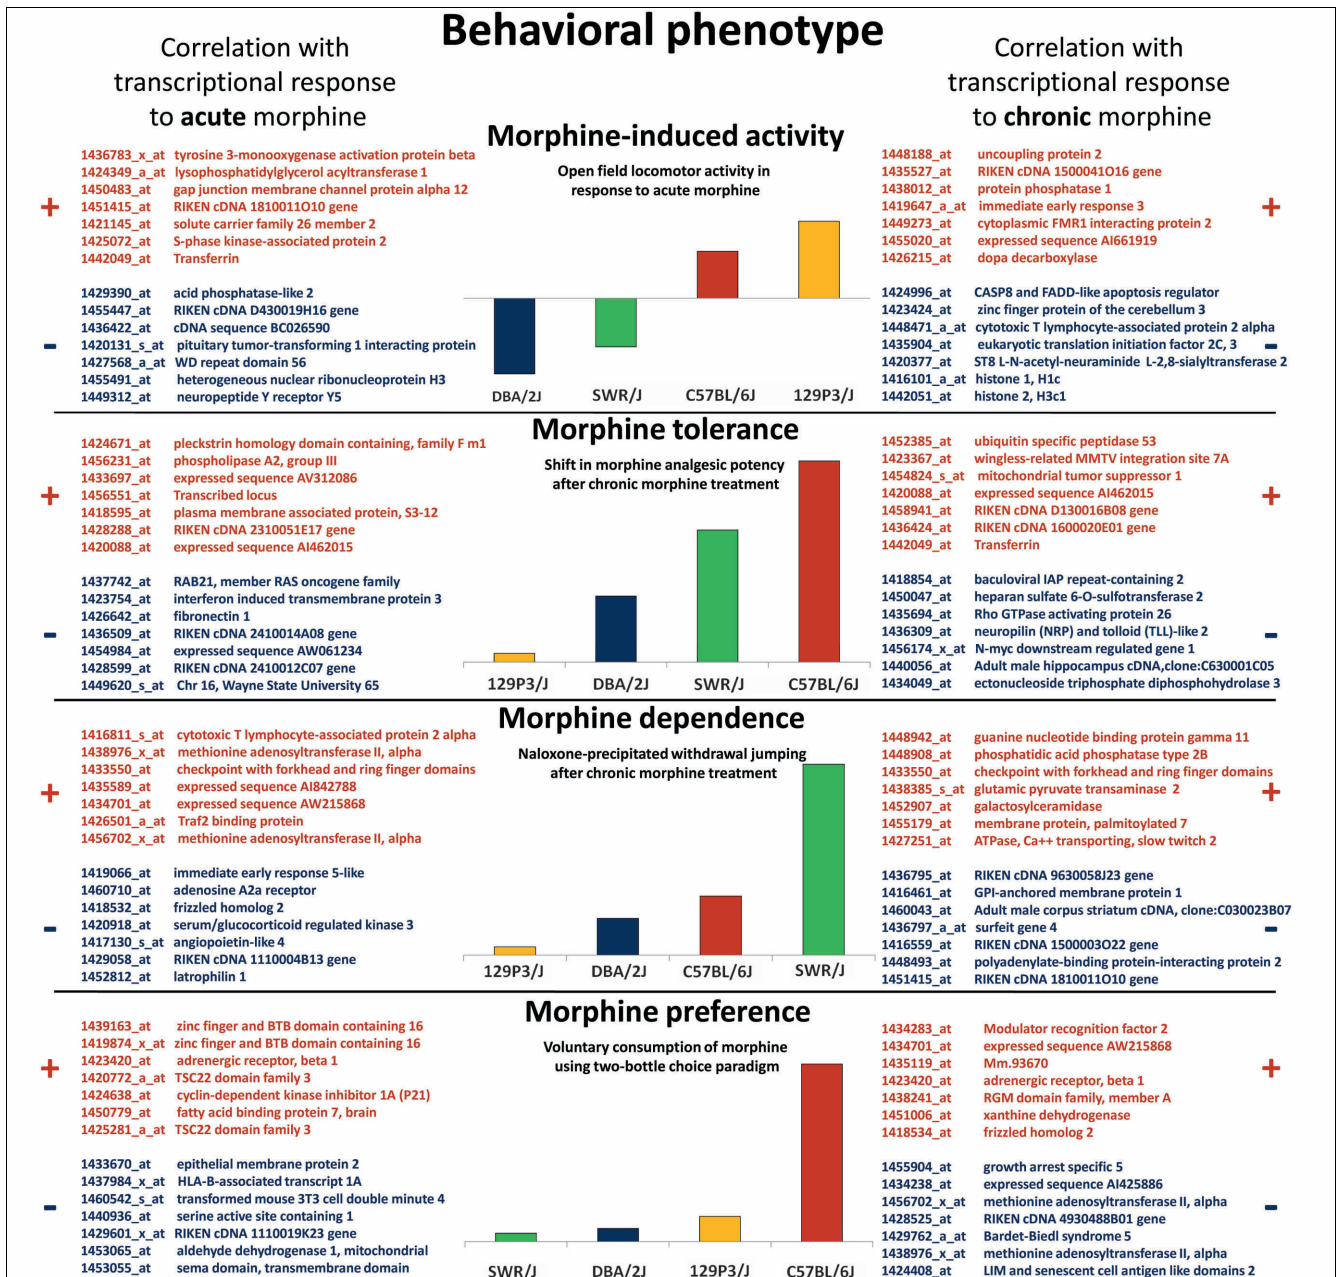 Behavioral phenotype
Correlation with
transcriptional response
to acute morphine
Correlation with
transcriptional response
to chronic morphine
Morphine-induced activity
Open field locomotor activity in
response to acute morphine
+
1436783_x_at tyrosine 3-monooxygenase activation protein beta
1424349_a_at lysophosphatidylglycerol acyltransferase 1
1450483_at gap junction membrane channel protein alpha 12
1451415_at RIKEN cDNA 1810011O10 gene
1421145_at solute carrier family 26 member 2
1425072_at S-phase kinase-associated protein 2
1442049_at Transferrin
-
1429390_at acid phosphatase-like 2
1455447_at RIKEN cDNA D430019H16 gene
1436422_at cDNA sequence BC026590
1420131_s_at pituitary tumor-transforming 1 interacting protein
1427568_a_at WD repeat domain 56
1455491_at heterogeneous nuclear ribonucleoprotein H3
1449312_at neuropeptide Y receptor Y5
DBA/2J SWR/J C57BL/6J 129P3/J
+
1448188_at uncoupling protein 2
1435527_at RIKEN cDNA 1500041O16 gene
1438012_at protein phosphatase 1
1419647_a_at immediate early response 3
1449273_at cytoplasmic FMR1 interacting protein 2
1455020_at expressed sequence AI661919
1426215_at dopa decarboxylase
-
1424996_at CASP8 and FADD-like apoptosis regulator
1423424_at zinc finger protein of the cerebellum 3
1448471_a_at cytotoxic T lymphocyte-associated protein 2 alpha
1435904_at eukaryotic translation initiation factor 2C, 3
1420377_at ST8 L-N-acetyl-neuraminide L-2,8-sialyltransferase 2
1416101_a_at histone 1, H1c
1442051_at histone 2, H3c1
Morphine tolerance
Shift in morphine analgesic potency
after chronic morphine treatment
+
1424671_at pleckstrin homology domain containing, family F m1
1456231_at phospholipase A2, group III
1433697_at expressed sequence AV312086
1456551_at Transcribed locus
1418595_at plasma membrane associated protein, S3-12
1428288_at RIKEN cDNA 2310051E17 gene
1420088_at expressed sequence AI462015
-
1437742_at RAB21, member RAS oncogene family
1423754_at interferon induced transmembrane protein 3
1426642_at fibronectin 1
1436509_at RIKEN cDNA 2410014A08 gene
1454984_at expressed sequence AW061234
1428599_at RIKEN cDNA 2410012C07 gene
1449620_s_at Chr 16, Wayne State University 65
129P3/J DBA/2J SWR/J C57BL/6J
+
1452385_at ubiquitin specific peptidase 53
1423367_at wingless-related MMTV integration site 7A
1454824_s_at mitochondrial tumor suppressor 1
1420088_at expressed sequence AI462015
1458941_at RIKEN cDNA D130016B08 gene
1436424_at RIKEN cDNA 1600020E01 gene
1442049_at Transferrin
-
1418854_at baculoviral IAP repeat-containing 2
1450047_at heparan sulfate 6-O-sulfotransferase 2
1435694_at Rho GTPase activating protein 26
1436309_at neuropilin (NRP) and tolloid (TLL)-like 2
1456174_x_at N-myc downstream regulated gene 1
1440056_at Adult male hippocampus cDNA,clone:C630001C05
1434049_at ectonucleoside triphosphate diphosphohydrolase 3
Morphine dependence
Naloxone-precipitated withdrawal jumping
after chronic morphine treatment
+
1416811_s_at cytotoxic T lymphocyte-associated protein 2 alpha
1438976_x_at methionine adenosyltransferase II, alpha
1433550_at checkpoint with forkhead and ring finger domains
1435589_at expressed sequence AI842788
1434701_at expressed sequence AW215868
1426501_a_at Traf2 binding protein
1456702_x_at methionine adenosyltransferase II, alpha
-
1419066_at immediate early response 5-like
1460710_at adenosine A2a receptor
1418532_at frizzled homolog 2
1420918_at serum/glucocorticoid regulated kinase 3
1417130_s_at angiopoietin-like 4
1429058_at RIKEN cDNA 1110004B13 gene
1452812_at latrophilin 1
129P3/J DBA/2J C57BL/6J SWR/J
+
1448942_at guanine nucleotide binding protein gamma 11
1448908_at phosphatidic acid phosphatase type 2B
1433550_at checkpoint with forkhead and ring finger domains
1438385_s_at glutamic pyruvate transaminase 2
1452907_at galactosylceramidase
1455179_at membrane protein, palmitoylated 7
1427251_at ATPase, Ca++ transporting, slow twitch 2
-
1436795_at RIKEN cDNA 9630058J23 gene
1416461_at GPI-anchored membrane protein 1
1460043_at Adult male corpus striatum cDNA, clone:C030023B07
1436797_a_at surfeit gene 4
1416559_at RIKEN cDNA 1500003O22 gene
1448493_at polyadenylate-binding protein-interacting protein 2
1451415_at RIKEN cDNA 1810011O10 gene
Morphine preference
Voluntary consumption of morphine
using two-bottle choice paradigm
+
1439163_at zinc finger and BTB domain containing 16
1419874_x_at zinc finger and BTB domain containing 16
1423420_at adrenergic receptor, beta 1
1420772_a_at TSC22 domain family 3
1424638_at cyclin-dependent kinase inhibitor 1A (P21)
1450779_at fatty acid binding protein 7, brain
1425281_a_at TSC22 domain family 3
-
1433670_at epithelial membrane protein 2
1437984_x_at HLA-B-associated transcript 1A
1460542_s_at transformed mouse 3T3 cell double minute 4
1440936_at serine active site containing 1
1429601_x_at RIKEN cDNA 1110019K23 gene
1453065_at aldehyde dehydrogenase 1, mitochondrial
1453055_at sema domain, transmembrane domain
SWR/J DBA/2J 129P3/J C57BL/6J
+
1434283_at Modulator recognition factor 2
1434701_at expressed sequence AW215868
1435119_at Mm.93670
1423420_at adrenergic receptor, beta 1
1438241_at RGM domain family, member A
1451006_at xanthine dehydrogenase
1418534_at frizzled homolog 2
-
1455904_at growth arrest specific 5
1434238_at expressed sequence AI425886
1456702_x_at methionine adenosyltransferase II, alpha
1428525_at RIKEN cDNA 4930488B01 gene
1429762_a_at Bardet-Biedl syndrome 5
1438976_x_at methionine adenosyltransferase II, alpha
1424408_at LIM and senescent cell antigen like domains 2